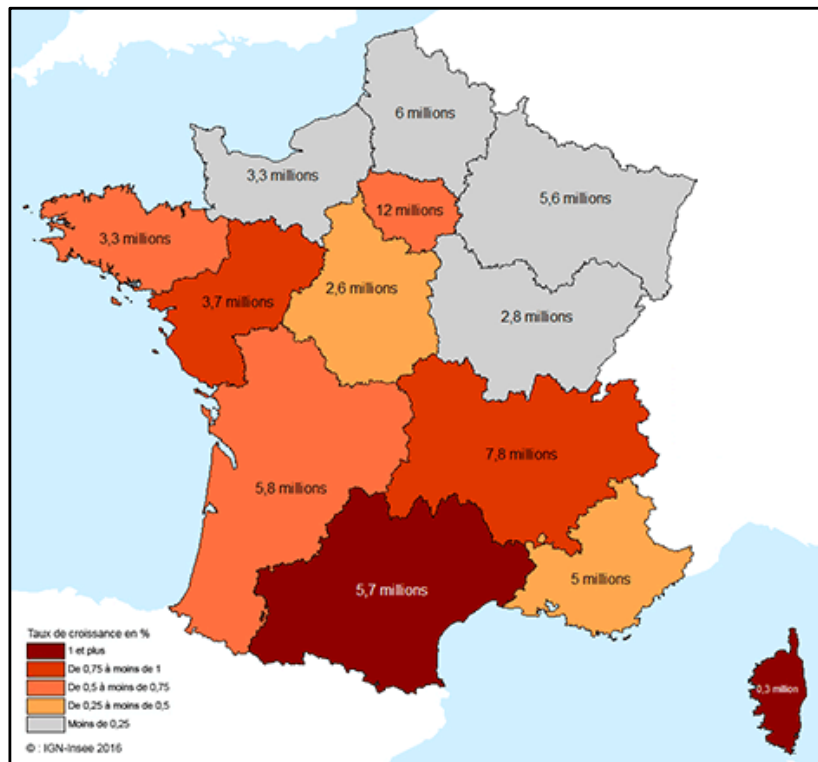 6 millions
3,3 millions
5,6 millions
12 millions
3,3 millions
2,6 millions
3,7 millions
2,8 millions
7,8 millions
5,8 millions
5 millions
5,7 millions
0,3 million
Taux de croissance en %
1 et plus
De 0,75 à moins de 1
De 0,5 à moins de 0,75
De 0,25 à moins de 0,5
Moins de 0,25
© : IGN-Insee 2016